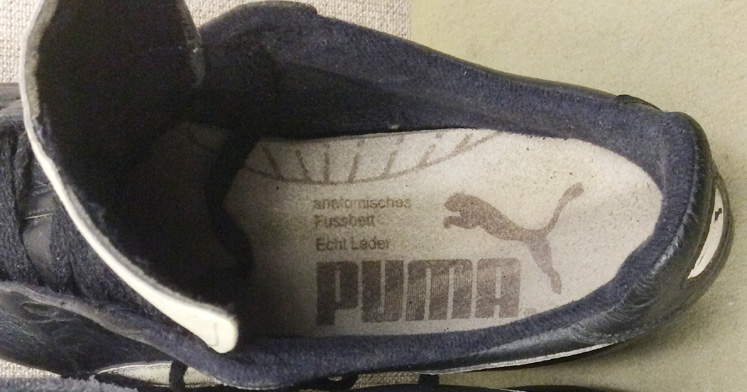 anatomisches
Fussbett
Echt Leder
PUMA